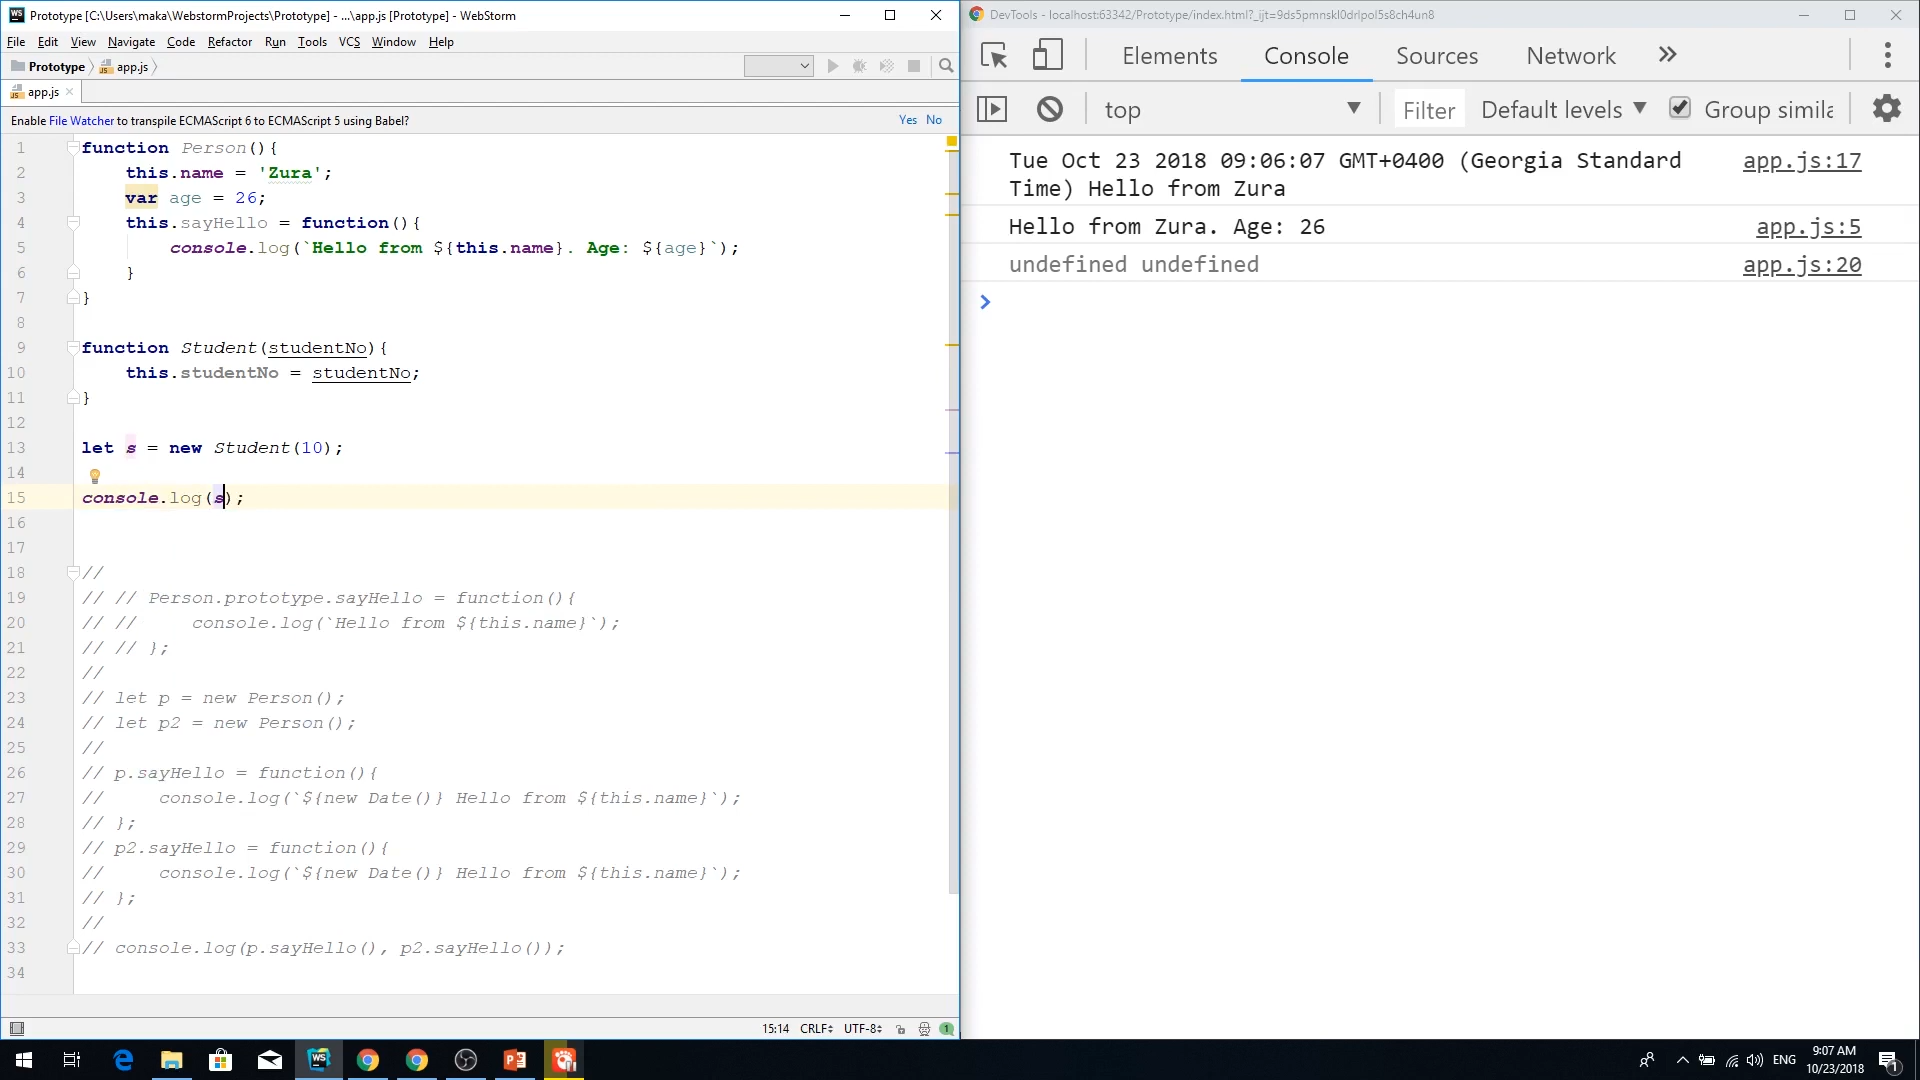 Prototype [C:\Users\maka\WebstormProjects\Prototype] - ...\app.js [Prototype] - WebStorm
File Edit View Navigate Code Refactor Run Tools VCS Window Help
Prototype app.js
app.js
Enable File Watcher to transpile ECMAScript 6 to ECMAScript 5 using Babel? Yes No
1 function Person(){
2     this.name = 'Zura';
3     var age = 26;
4     this.sayHello = function(){
5         console.log(`Hello from ${this.name}. Age: ${age}`);
6     }
7 }
8
9 function Student(studentNo){
10     this.studentNo = studentNo;
11 }
12
13 let s = new Student(10);
14
15 console.log(s);
16
17
18 //
19 // // Person.prototype.sayHello = function(){
20 // //     console.log(`Hello from ${this.name}`);
21 // // };
22 //
23 // let p = new Person();
24 // let p2 = new Person();
25 //
26 // p.sayHello = function(){
27 //     console.log(`${new Date()} Hello from ${this.name}`);
28 // };
29 // p2.sayHello = function(){
30 //     console.log(`${new Date()} Hello from ${this.name}`);
31 // };
32 //
33 // console.log(p.sayHello(), p2.sayHello());
34
15:14 CRLF UTF-8 1
DevTools - localhost:63342/Prototype/index.html?_ijt=9ds5pmnskl0drlpol5s8ch4un8
Elements Console Sources Network
top Filter Default levels Group simila
Tue Oct 23 2018 09:06:07 GMT+0400 (Georgia Standard app.js:17
Time) Hello from Zura
Hello from Zura. Age: 26 app.js:5
undefined undefined app.js:20
ENG 9:07 AM
10/23/2018 1